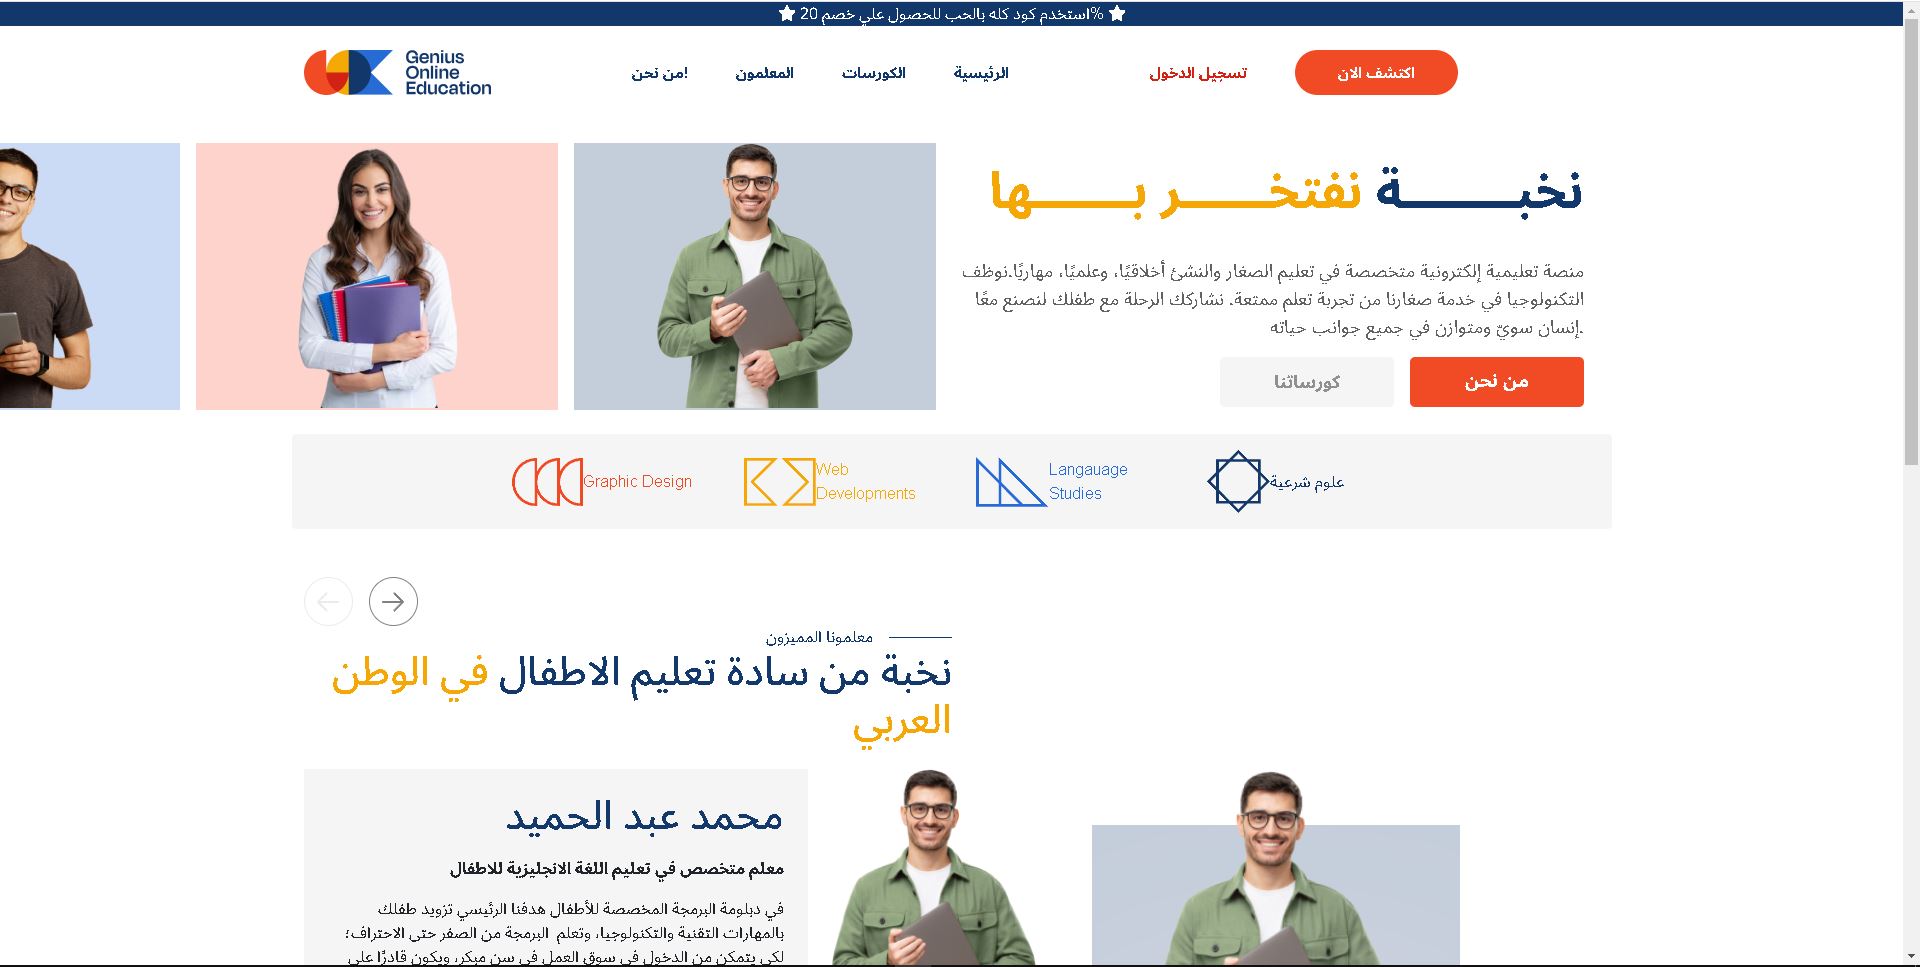 استخدم كود كله بالحب للحصول علي خصم 20%
Genius
Online
Education
من نحن!
المعلمون
الكورسات
الرئيسية
تسجيل الدخول
اكتشف الان
نخبـــــــة نفتخـــــر بـــــها
منصة تعليمية إلكترونية متخصصة في تعليم الصغار والنشئ أخلاقيًا، وعلميًا، مهاريًا.نوظف
التكنولوجيا في خدمة صغارنا من تجربة تعلم ممتعة. نشاركك الرحلة مع طفلك لنصنع معًا
إنسان سويّ ومتوازن في جميع جوانب حياته.
من نحن
كورساتنا
Graphic Design
Web
Developments
Langauage
Studies
علوم شرعية
معلمونا المميزون
نخبة من سادة تعليم الاطفال في الوطن
العربي
محمد عبد الحميد
معلم متخصص في تعليم اللغة الانجليزية للاطفال
في دبلومة البرمجة المخصصة للأطفال هدفنا الرئيسي تزويد طفلك
بالمهارات التقنية والتكنولوجيا، وتعلم البرمجة من الصفر حتى الاحتراف؛
لكي يتمكن من الدخول في سوق العمل في سن مبكر، ويكون قادرًا على